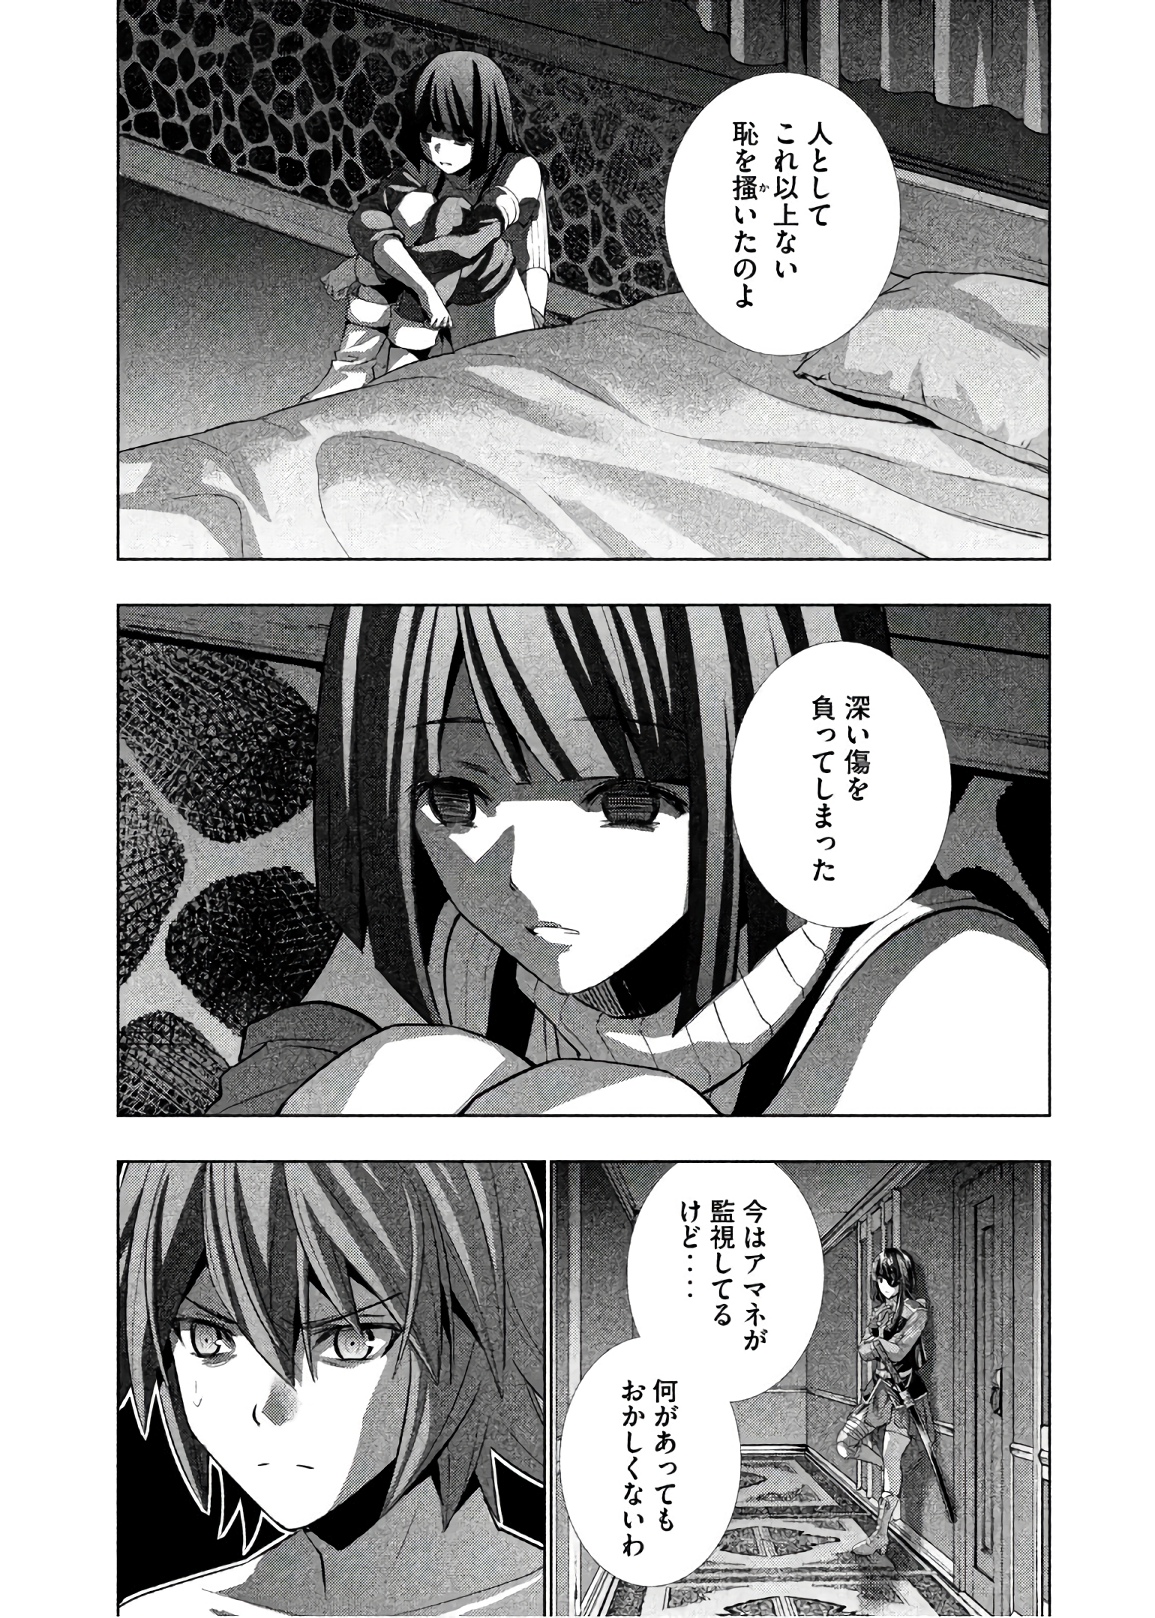 人として
これ以上ない
恥を掻いたのよ
か
深い傷を
負ってしまった
今はアマネが
監視してる
けど‥‥
何があっても
おかしくないわ